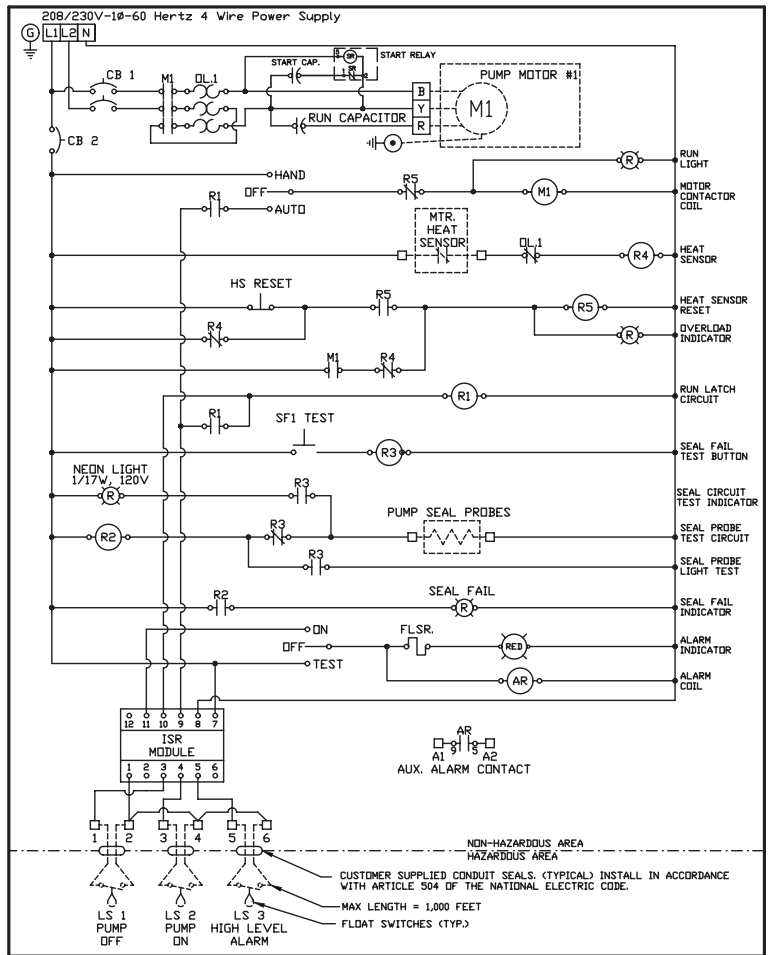 208/230V-1Ø-60 Hertz 4 Wire Power Supply
G L1 L2 N
CB 1
M1
OL.1
START CAP.
5 SR
SR
1 2
START RELAY
PUMP MOTOR #1
B
Y
R
M1
RUN CAPACITOR
CB 2
HAND
OFF
AUTO
R1
R5
R
RUN
LIGHT
M1
MOTOR
CONTACTOR
COIL
MTR.
HEAT
SENSOR
OL.1
R4
HEAT
SENSOR
HS RESET
R5
R5
HEAT SENSOR
RESET
R4
R
OVERLOAD
INDICATOR
M1
R4
R1
R1
RUN LATCH
CIRCUIT
SF1 TEST
R3
SEAL FAIL
TEST BUTTON
NEON LIGHT
1/17W, 120V
R
R3
SEAL CIRCUIT
TEST INDICATOR
R2
R3
PUMP SEAL PROBES
SEAL PROBE
TEST CIRCUIT
R3
SEAL PROBE
LIGHT TEST
R2
SEAL FAIL
R
SEAL FAIL
INDICATOR
ON
OFF
TEST
FLSR.
RED
ALARM
INDICATOR
AR
ALARM
COIL
12 11 10 9 8 7
ISR
MODULE
1 2 3 4 5 6
AR
9 5
A1 A2
AUX. ALARM CONTACT
1 2 3 4 5 6
NON-HAZARDOUS AREA
HAZARDOUS AREA
CUSTOMER SUPPLIED CONDUIT SEALS. (TYPICAL) INSTALL IN ACCORDANCE
WITH ARTICLE 504 OF THE NATIONAL ELECTRIC CODE.
MAX LENGTH = 1,000 FEET
FLOAT SWITCHES (TYP.)
LS 1
PUMP
OFF
LS 2
PUMP
ON
LS 3
HIGH LEVEL
ALARM